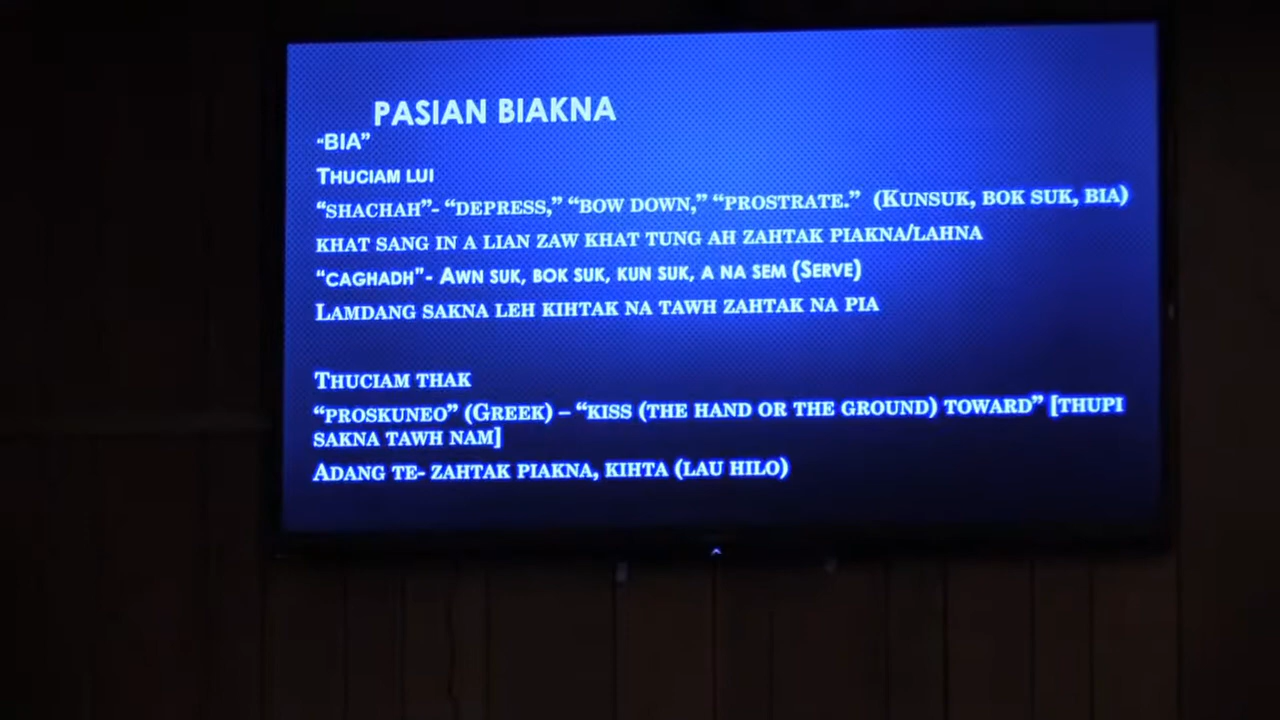 PASIAN BIAKNA
“BIA”
THUCIAM LUI
“SHACHAH”- “DEPRESS,” “BOW DOWN,” “PROSTRATE.” (KUNSUK, BOK SUK, BIA)
KHAT SANG IN A LIAN ZAW KHAT TUNG AH ZAHTAK PIAKNA/LAHNA
“CAGHADH”- AWN SUK, BOK SUK, KUN SUK, A NA SEM (SERVE)
LAMDANG SAKNA LEH KIHTAK NA TAWH ZAHTAK NA PIA
THUCIAM THAK
“PROSKUNEO” (GREEK) – “KISS (THE HAND OR THE GROUND) TOWARD” [THUPI
SAKNA TAWH NAM]
ADANG TE- ZAHTAK PIAKNA, KIHTA (LAU HILO)